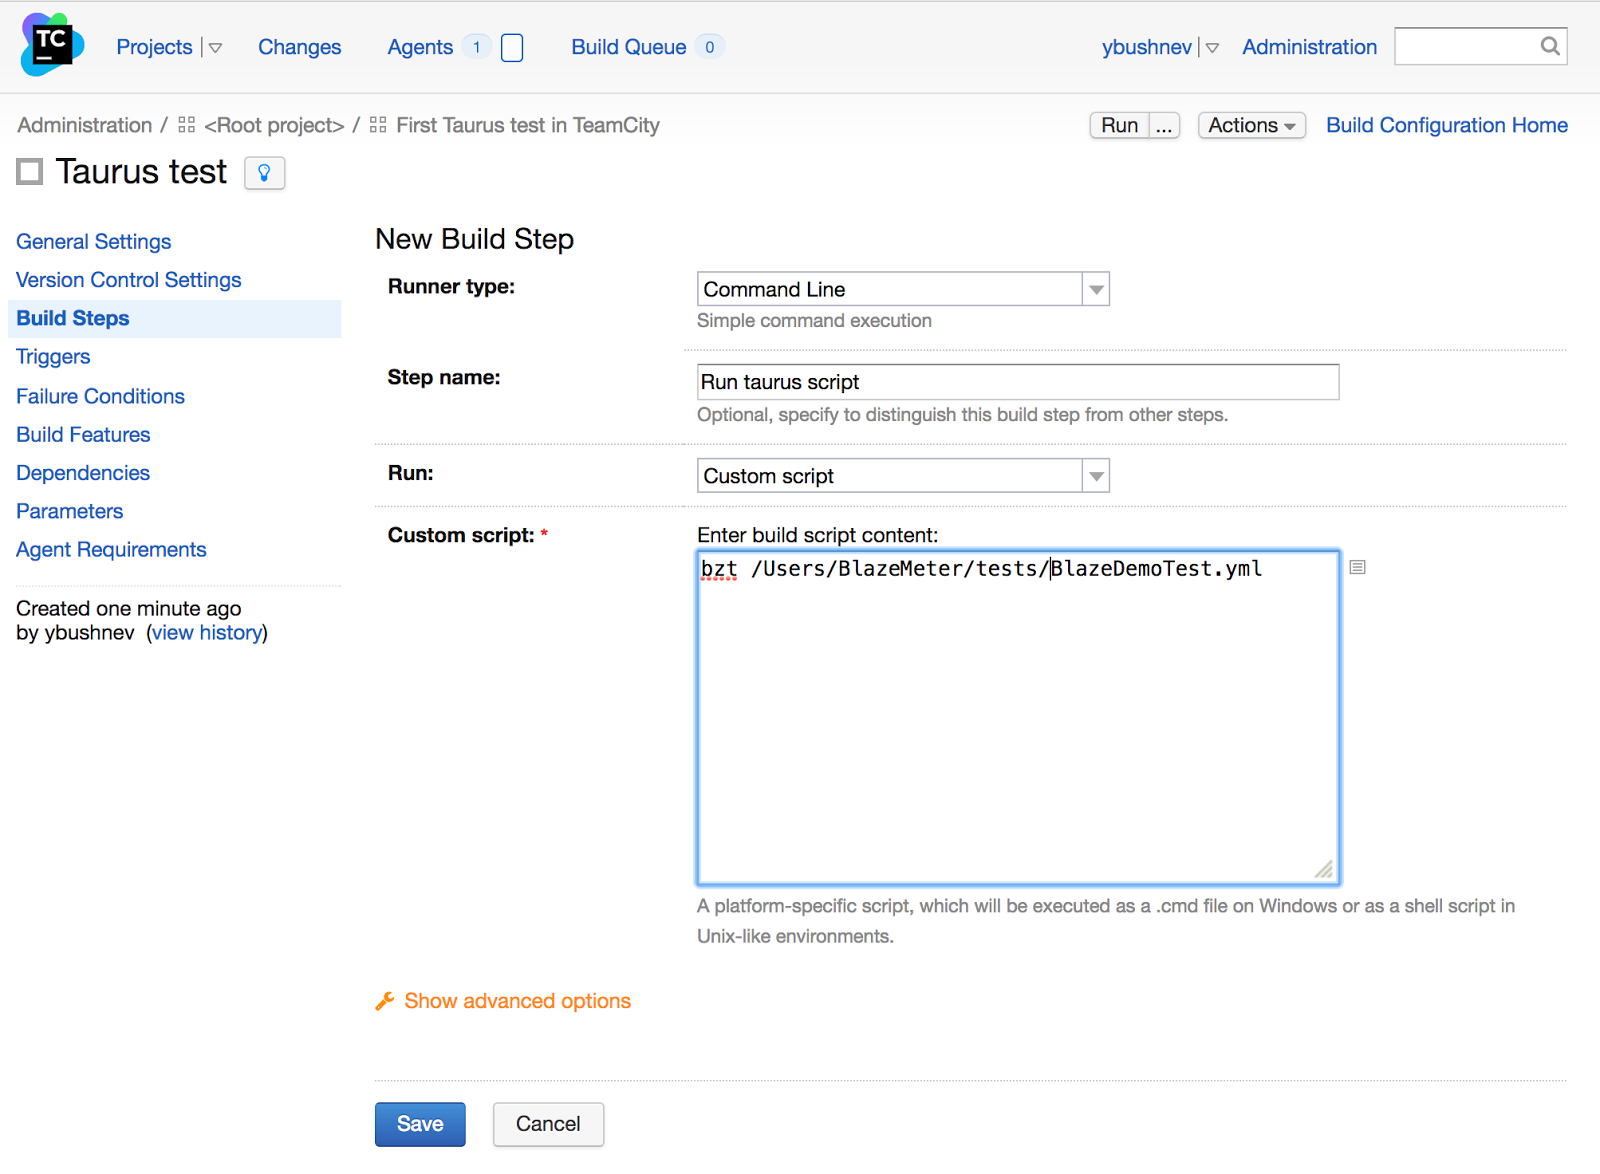 TC
Projects Changes Agents 1 Build Queue 0 ybushnev Administration
Administration / <Root project> / First Taurus test in TeamCity Run ... Actions Build Configuration Home
Taurus test
General Settings
Version Control Settings
Build Steps
Triggers
Failure Conditions
Build Features
Dependencies
Parameters
Agent Requirements
Created one minute ago
by ybushnev (view history)
New Build Step
Runner type: Command Line
Simple command execution
Step name: Run taurus script
Optional, specify to distinguish this build step from other steps.
Run: Custom script
Custom script: * Enter build script content:
bzt /Users/BlazeMeter/tests/BlazeDemoTest.yml
A platform-specific script, which will be executed as a .cmd file on Windows or as a shell script in
Unix-like environments.
Show advanced options
Save Cancel